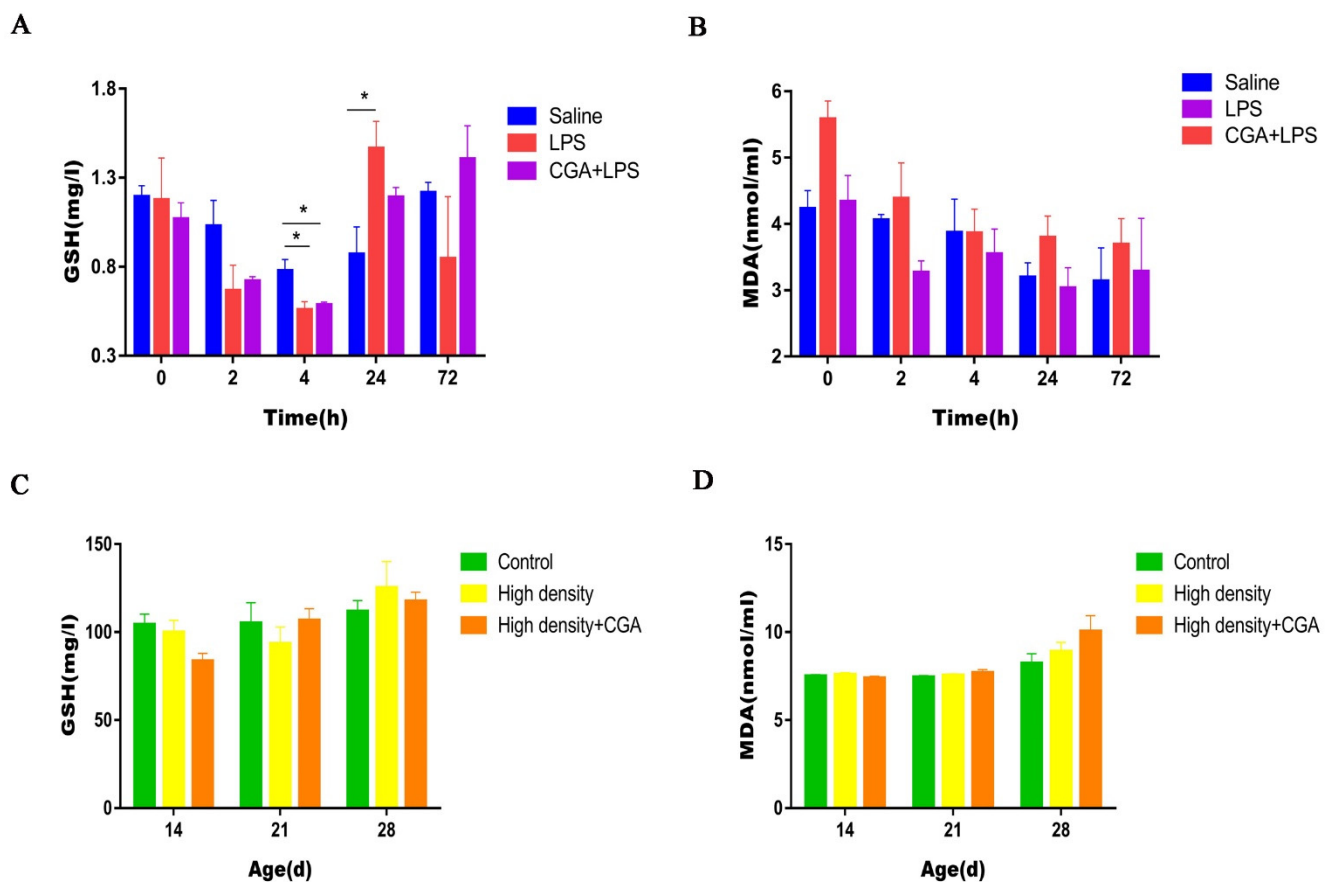 A
GSH(mg/l)
1.8
1.3
0.8
0.3
*
*
*
0 2 4 24 72
Time(h)
Saline
LPS
CGA+LPS
B
MDA(nmol/ml)
6
5
4
3
2
0 2 4 24 72
Time(h)
Saline
LPS
CGA+LPS
C
GSH(mg/l)
150
100
50
0
14 21 28
Age(d)
Control
High density
High density+CGA
D
MDA(nmol/ml)
15
10
5
0
14 21 28
Age(d)
Control
High density
High density+CGA